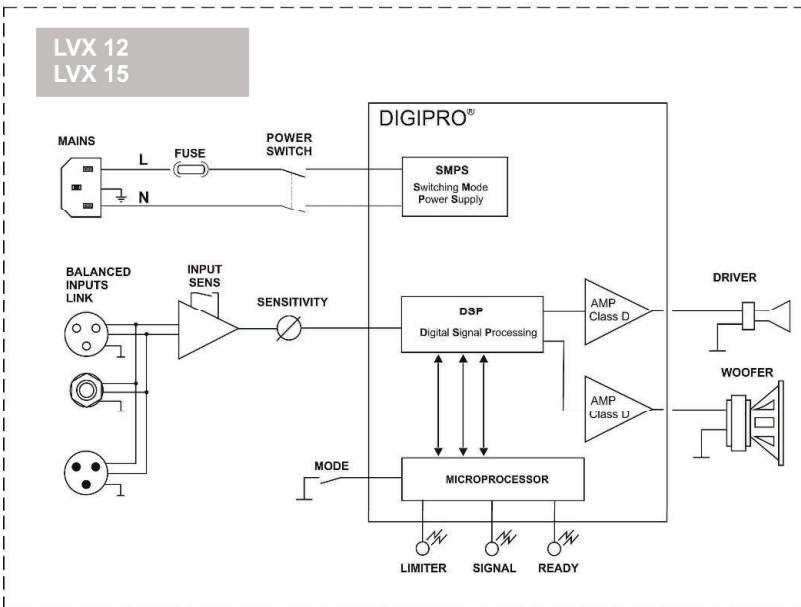 LVX 12
LVX 15
DIGIPRO®
MAINS
L
FUSE
POWER
SWITCH
N
SMPS
Switching Mode
Power Supply
BALANCED
INPUTS
LINK
INPUT
SENS
SENSITIVITY
DSP
Digital Signal Processing
AMP
Class D
DRIVER
AMP
Class D
WOOFER
MODE
MICROPROCESSOR
LIMITER
SIGNAL
READY